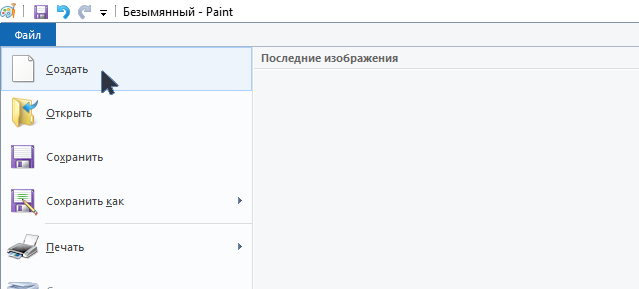 Безымянный - Paint
Файл
Последние изображения
Создать
Открыть
Сохранить
Сохранить как
Печать